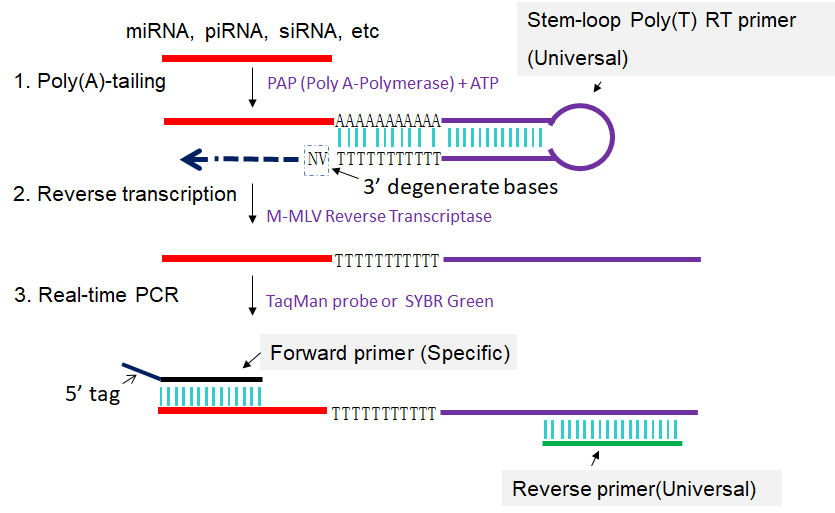 Stem-loop Poly(T) RT primer
(Universal)
miRNA, piRNA, siRNA, etc
1. Poly(A)-tailing
PAP (Poly A-Polymerase) + ATP
AAAAAAAAAAA
NV
TTTTTTTTTTT
3’ degenerate bases
2. Reverse transcription
M-MLV Reverse Transcriptase
TTTTTTTTTTT
3. Real-time PCR
TaqMan probe or SYBR Green
Forward primer (Specific)
5’ tag
TTTTTTTTTTT
Reverse primer(Universal)